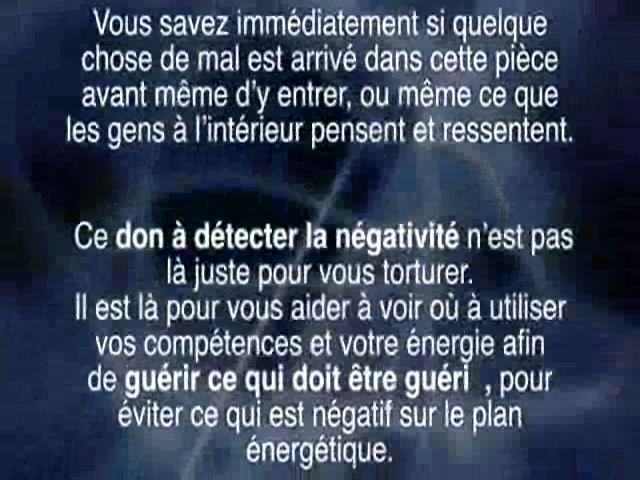 Vous savez immédiatement si quelque
chose de mal est arrivé dans cette pièce
avant même d'y entrer, ou même ce que
les gens à l'intérieur pensent et ressentent.
Ce don à détecter la négativité n'est pas
là juste pour vous torturer.
Il est là pour vous aider à voir où à utiliser
vos compétences et votre énergie afin
de guérir ce qui doit être guéri , pour
éviter ce qui est négatif sur le plan
énergétique.